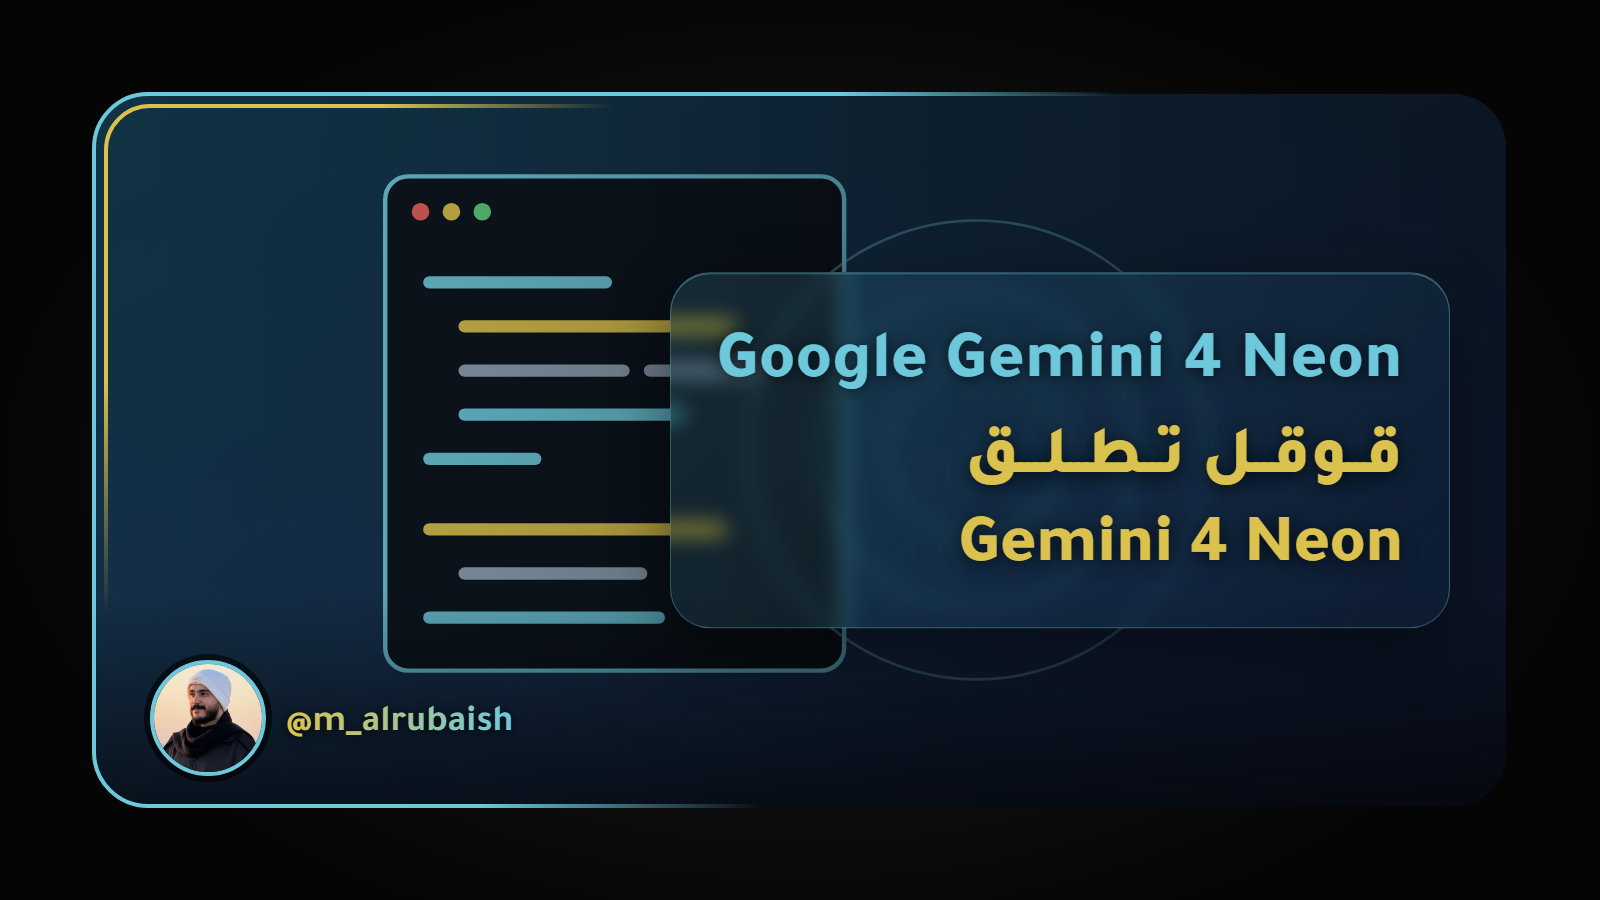 Google Gemini 4 Neon
قوقل تطلق
Gemini 4 Neon
@m_alrubaish